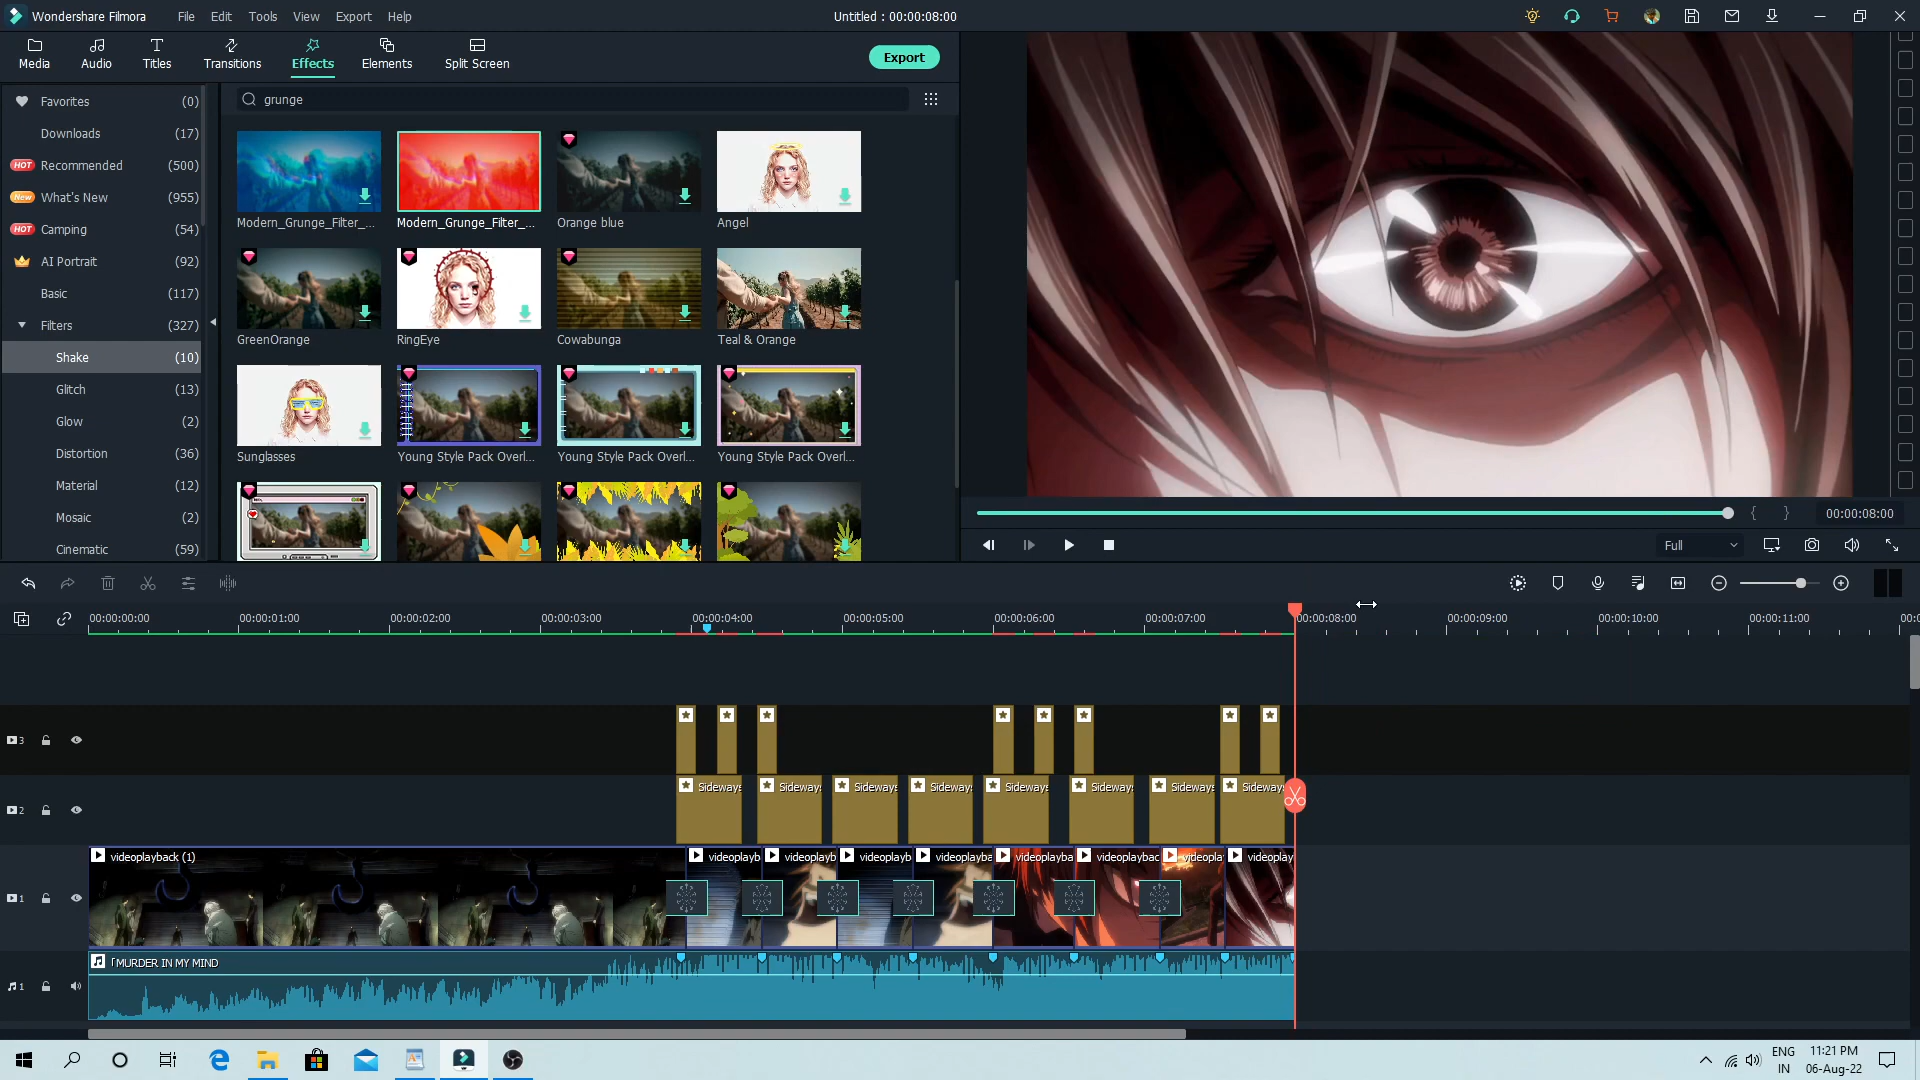 Wondershare Filmora
File
Edit
Tools
View
Export
Help
Untitled : 00:00:08:00
Media
Audio
Titles
Transitions
Effects
Elements
Split Screen
Export
Favorites (0)
Downloads (17)
HOT Recommended (500)
New What's New (955)
HOT Camping (54)
AI Portrait (92)
Basic (117)
Filters (327)
Shake (10)
Glitch (13)
Glow (2)
Distortion (36)
Material (12)
Mosaic (2)
Cinematic (59)
grunge
Modern_Grunge_Filter_...
Modern_Grunge_Filter_...
Orange blue
Angel
GreenOrange
RingEye
Cowabunga
Teal & Orange
Sunglasses
Young Style Pack Overl...
Young Style Pack Overl...
Young Style Pack Overl...
{ }
00:00:08:00
Full
00:00:00:00
00:00:01:00
00:00:02:00
00:00:03:00
00:00:04:00
00:00:05:00
00:00:06:00
00:00:07:00
00:00:08:00
00:00:09:00
00:00:10:00
00:00:11:00
00:0
3
2
Sideways
Sideways
Sideways
Sideways
Sideways
Sideways
Sideways
Sideways
1
videoplayback (1)
videoplayb
videoplayb
videoplayb
videoplayba
videoplayba
videoplaybac
videopla
videoplay
1
MURDER IN MY MIND
ENG
IN
11:21 PM
06-Aug-22